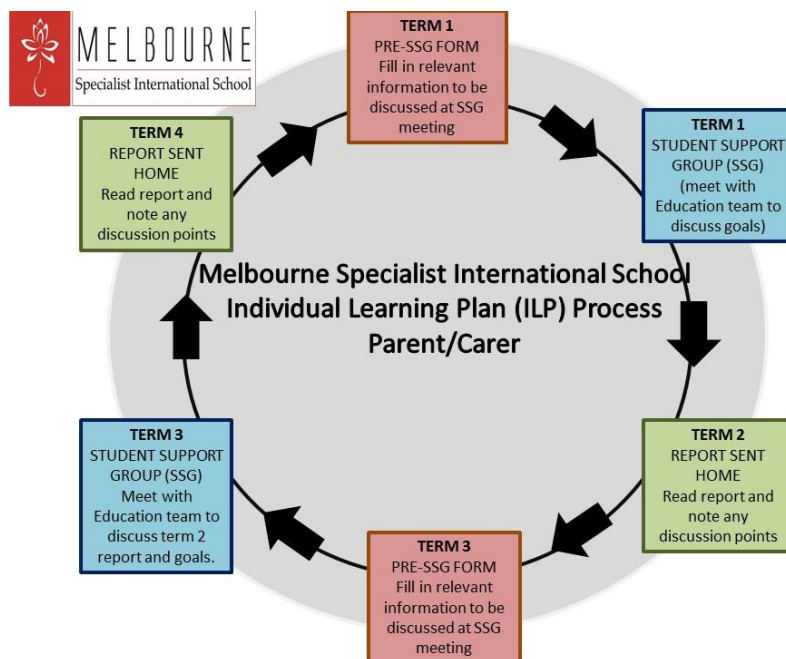 MELBOURNE
Specialist International School
TERM 1
PRE-SSG FORM
Fill in relevant
information to be
discussed at SSG
meeting
TERM 1
STUDENT SUPPORT
GROUP (SSG)
(meet with
Education team to
discuss goals)
TERM 4
REPORT SENT
HOME
Read report and
note any
discussion points
Melbourne Specialist International School
Individual Learning Plan (ILP) Process
Parent/Carer
TERM 2
REPORT SENT
HOME
Read report and
note any
discussion points
TERM 3
STUDENT SUPPORT
GROUP (SSG)
Meet with
Education team to
discuss term 2
report and goals.
TERM 3
PRE-SSG FORM
Fill in relevant
information to be
discussed at SSG
meeting